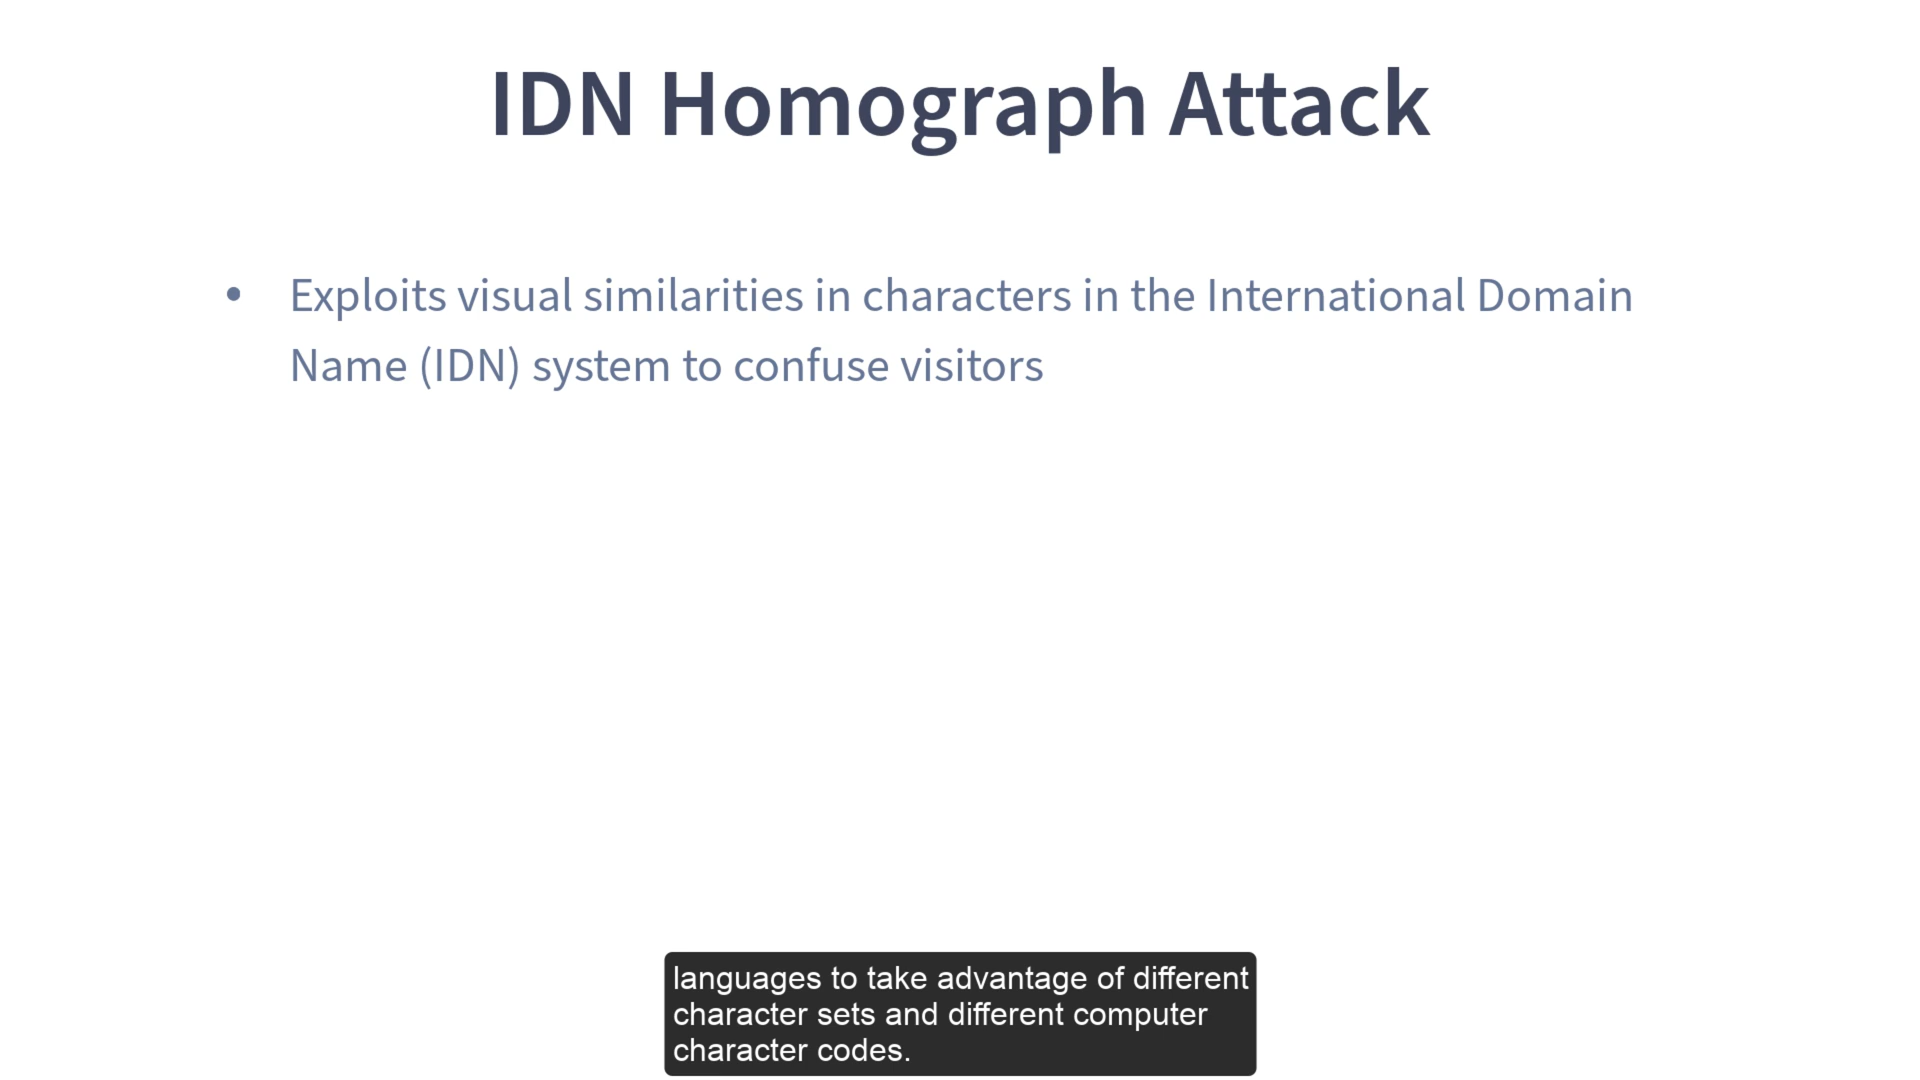 IDN Homograph Attack
• Exploits visual similarities in characters in the International Domain
Name (IDN) system to confuse visitors
languages to take advantage of different
character sets and different computer
character codes.